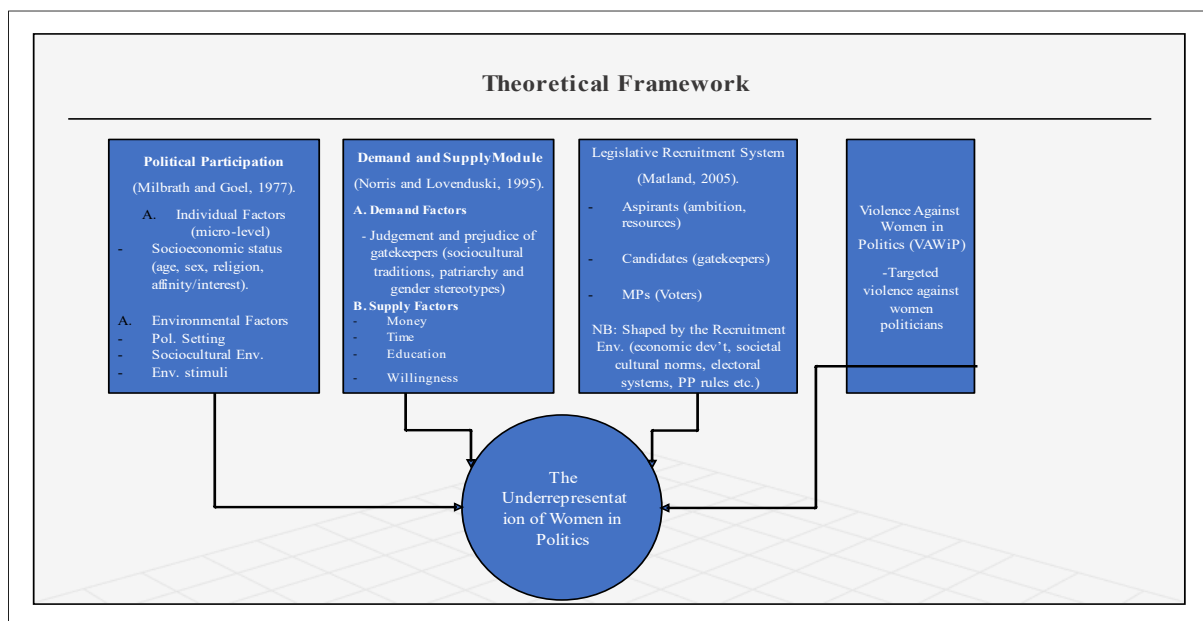 Theoretical Framework
Political Participation
(Milbrath and Goel, 1977).
A. Individual Factors
(micro-level)
- Socioeconomic status
(age, sex, religion,
affinity/interest).
A. Environmental Factors
- Pol. Setting
- Sociocultural Env.
- Env. stimuli
Demand and Supply Module
(Norris and Lovenduski, 1995).
A. Demand Factors
- Judgement and prejudice of
gatekeepers (sociocultural
traditions, patriarchy and
gender stereotypes)
B. Supply Factors
- Money
- Time
- Education
- Willingness
Legislative Recruitment System
(Matland, 2005).
- Aspirants (ambition,
resources)
- Candidates (gatekeepers)
- MPs (Voters)
NB: Shaped by the Recruitment
Env. (economic dev't, societal
cultural norms, electoral
systems, PP rules etc.)
Violence Against
Women in
Politics (VAWiP)
-Targeted
violence against
women
politicians
The
Underrepresentat
ion of Women in
Politics